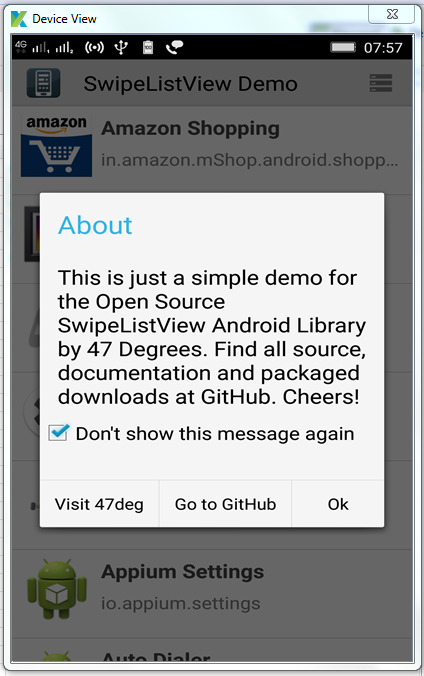 Device View
4G
100
07:57
SwipeListView Demo
amazon
Amazon Shopping
in.amazon.mShop.android.shopp...
About
This is just a simple demo for
the Open Source
SwipeListView Android Library
by 47 Degrees. Find all source,
documentation and packaged
downloads at GitHub. Cheers!
Don't show this message again
Visit 47deg
Go to GitHub
Ok
Appium Settings
io.appium.settings
Auto Dialer